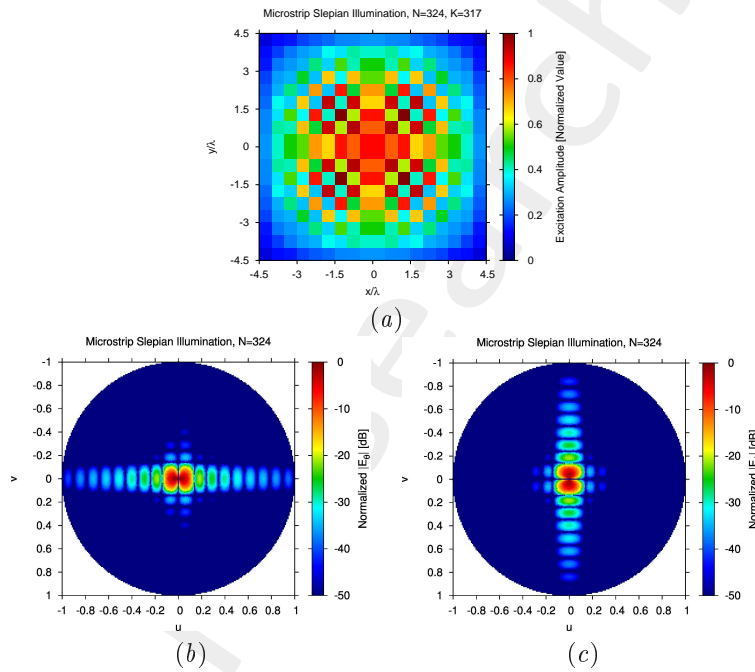 Microstrip Slepian Illumination, N=324, K=317
4.5
3
1.5
0
-1.5
-3
-4.5
y/λ
-4.5 -3 -1.5 0 1.5 3 4.5
x/λ
1
0.8
0.6
0.4
0.2
0
Excitation Amplitude [Normalized Value]
(a)
Microstrip Slepian Illumination, N=324
-1
-0.8
-0.6
-0.4
-0.2
0
0.2
0.4
0.6
0.8
1
v
-1 -0.8 -0.6 -0.4 -0.2 0 0.2 0.4 0.6 0.8 1
u
0
-10
-20
-30
-40
-50
Normalized |Eθ| [dB]
(b)
Microstrip Slepian Illumination, N=324
-1
-0.8
-0.6
-0.4
-0.2
0
0.2
0.4
0.6
0.8
1
v
-1 -0.8 -0.6 -0.4 -0.2 0 0.2 0.4 0.6 0.8 1
u
0
-10
-20
-30
-40
-50
Normalized [dB]
(c)